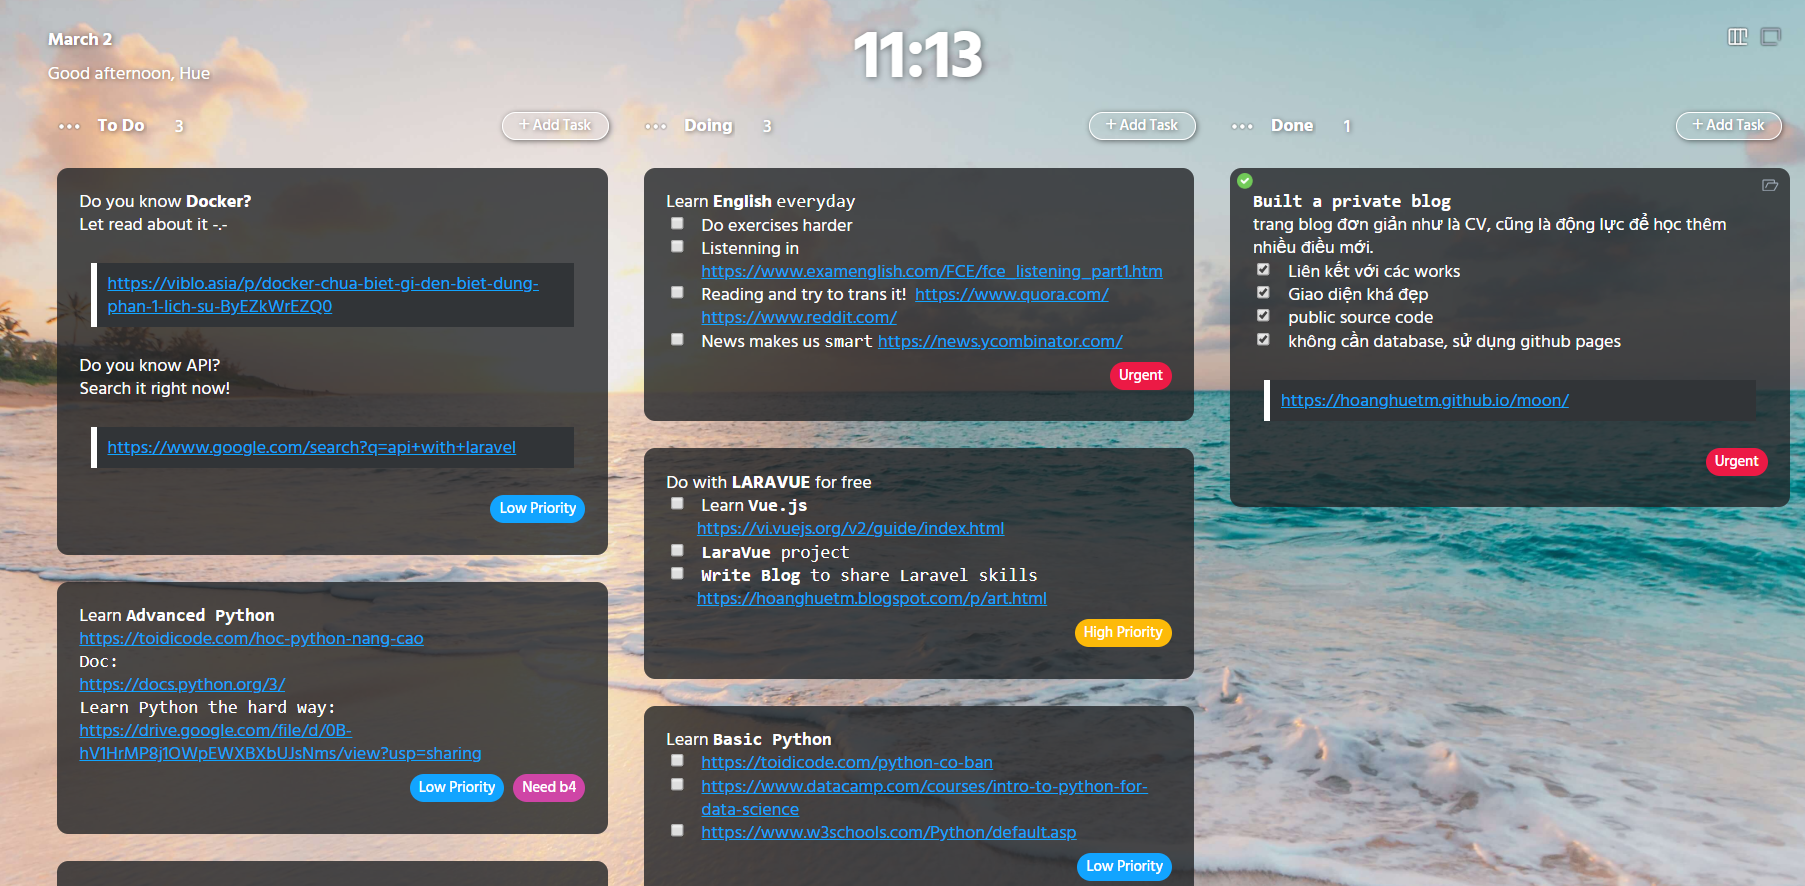 March 2
Good afternoon, Hue
11:13
To Do 3
+ Add Task
Do you know Docker?
Let read about it -.-
https://viblo.asia/p/docker-chua-biet-gi-den-biet-dung-
phan-1-lich-su-ByEZkWrEZQ0
Do you know API?
Search it right now!
https://www.google.com/search?q=api+with+laravel
Low Priority
Learn Advanced Python
https://toidicode.com/hoc-python-nang-cao
Doc:
https://docs.python.org/3/
Learn Python the hard way:
https://drive.google.com/file/d/0B-
hV1HrMP8j1OWpEWXBXbUJsNms/view?usp=sharing
Low Priority Need b4
Doing 3
+ Add Task
Learn English everyday
Do exercises harder
Listenning in
https://www.examenglish.com/FCE/fce_listening_part1.htm
Reading and try to trans it! https://www.quora.com/
https://www.reddit.com/
News makes us smart https://news.ycombinator.com/
Urgent
Do with LARAVUE for free
Learn Vue.js
https://vi.vuejs.org/v2/guide/index.html
LaraVue project
Write Blog to share Laravel skills
https://hoanghuetm.blogspot.com/p/art.html
High Priority
Learn Basic Python
https://toidicode.com/python-co-ban
https://www.datacamp.com/courses/intro-to-python-for-
data-science
https://www.w3schools.com/Python/default.asp
Low Priority
Done 1
+ Add Task
Built a private blog
trang blog đơn giản như là CV, cũng là động lực để học thêm
nhiều điều mới.
Liên kết với các works
Giao diện khá đẹp
public source code
không cần database, sử dụng github pages
https://hoanghuetm.github.io/moon/
Urgent